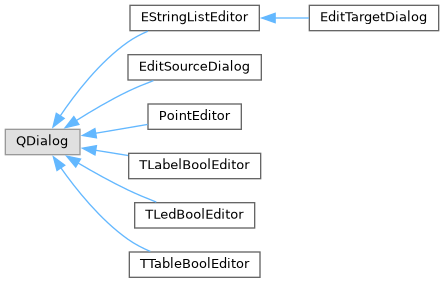 EStringListEditor
EditTargetDialog
EditSourceDialog
PointEditor
QDialog
TLabelBoolEditor
TLedBoolEditor
TTableBoolEditor